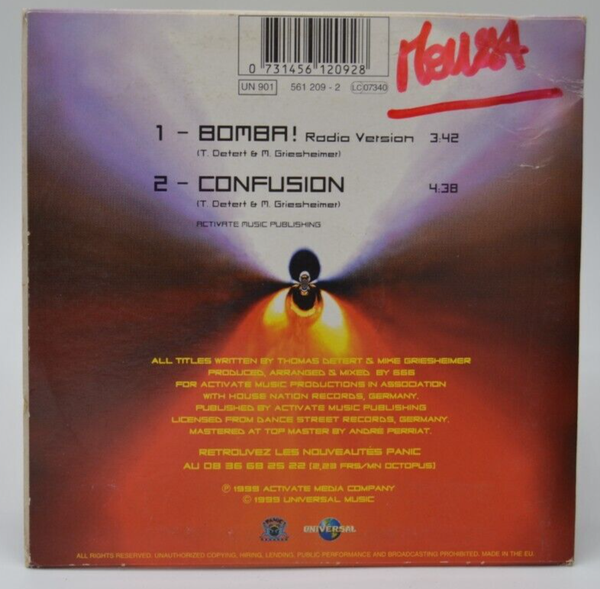 0 731456 120928
UN 901 561 209 - 2 LC 07340
MOUSSA
1 - BOMBA! Radio Version 3:42
(T. Detert & M. Griesheimer)
2 - CONFUSION 4:38
(T. Detert & M. Griesheimer)
ACTIVATE MUSIC PUBLISHING
ALL TITLES WRITTEN BY THOMAS DETERT & MIKE GRIESHEIMER
PRODUCED, ARRANGED & MIXED BY 666
FOR ACTIVATE MUSIC PRODUCTIONS IN ASSOCIATION
WITH HOUSE NATION RECORDS, GERMANY.
PUBLISHED BY ACTIVATE MUSIC PUBLISHING
LICENSED FROM DANCE STREET RECORDS, GERMANY.
MASTERED AT TOP MASTER BY ANDRE PERRIAT.
RETROUVEZ LES NOUVEAUTÉS PANIC
AU 08 36 68 25 22 (2,23 FRS/MN OCTOPUS)
℗ 1998 ACTIVATE MEDIA COMPANY
© 1999 UNIVERSAL MUSIC
UNIVERSAL
ALL RIGHTS RESERVED. UNAUTHORIZED COPYING, HIRING, LENDING, PUBLIC PERFORMANCE AND BROADCASTING PROHIBITED. MADE IN THE EU.